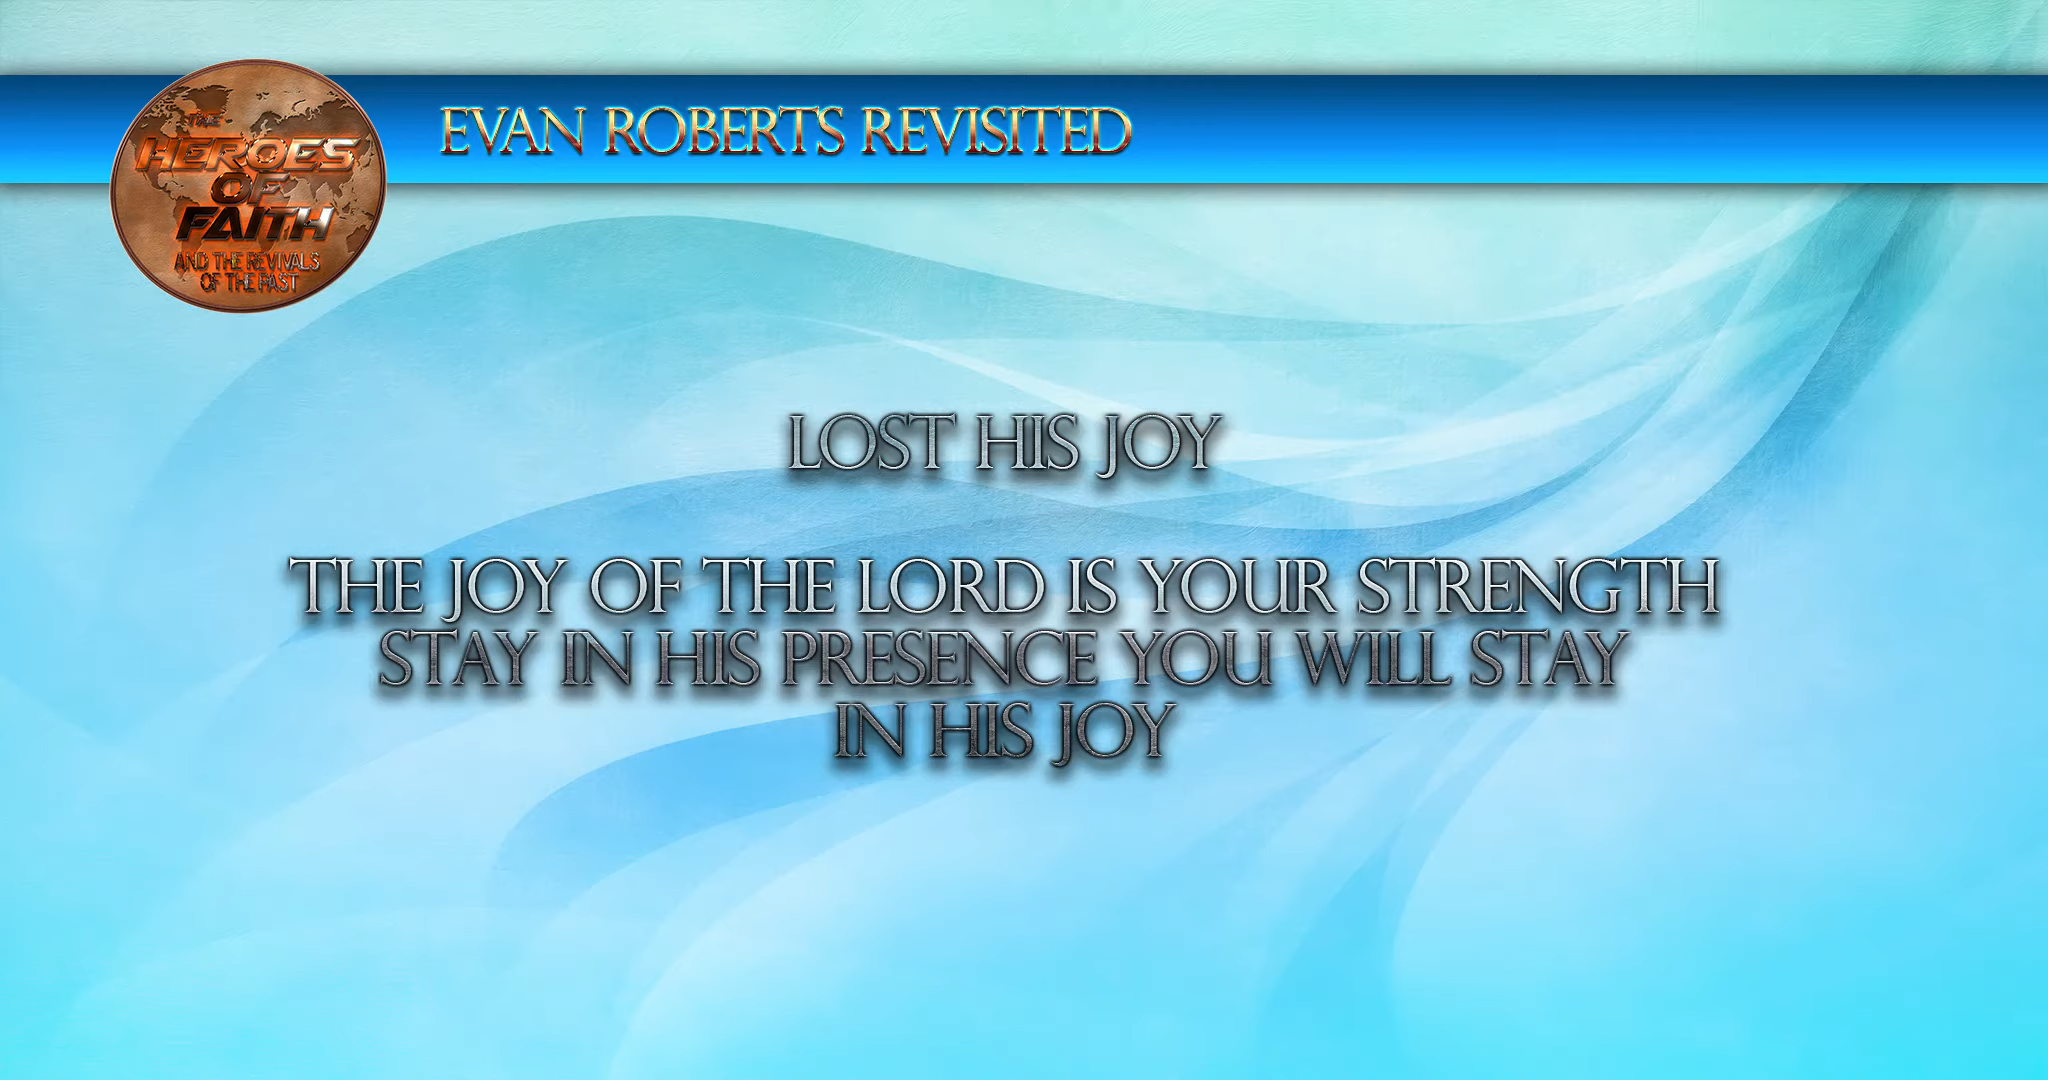 EVAN ROBERTS REVISITED
THE
HEROES
OF
FAITH
AND THE REVIVALS
OF THE PAST
LOST HIS JOY
THE JOY OF THE LORD IS YOUR STRENGTH
STAY IN HIS PRESENCE YOU WILL STAY
IN HIS JOY